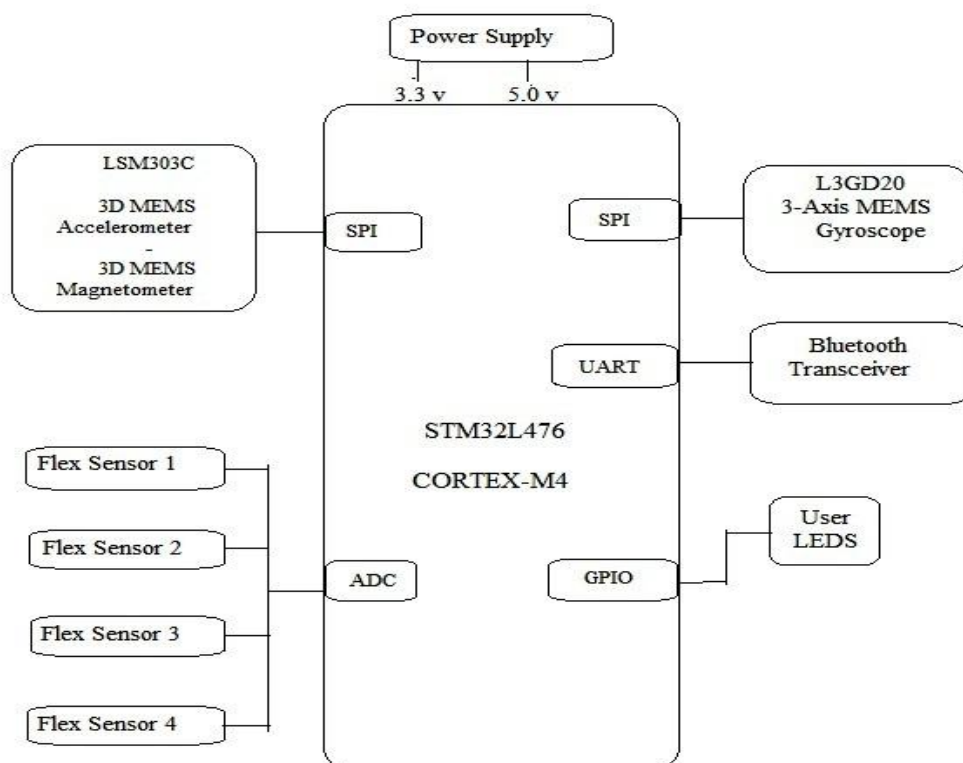 Power Supply
3.3 v
5.0 v
LSM303C
3D MEMS
Accelerometer
-
3D MEMS
Magnetometer
SPI
SPI
L3GD20
3-Axis MEMS
Gyroscope
UART
Bluetooth
Transceiver
STM32L476
CORTEX-M4
Flex Sensor 1
Flex Sensor 2
Flex Sensor 3
Flex Sensor 4
ADC
GPIO
User
LEDS